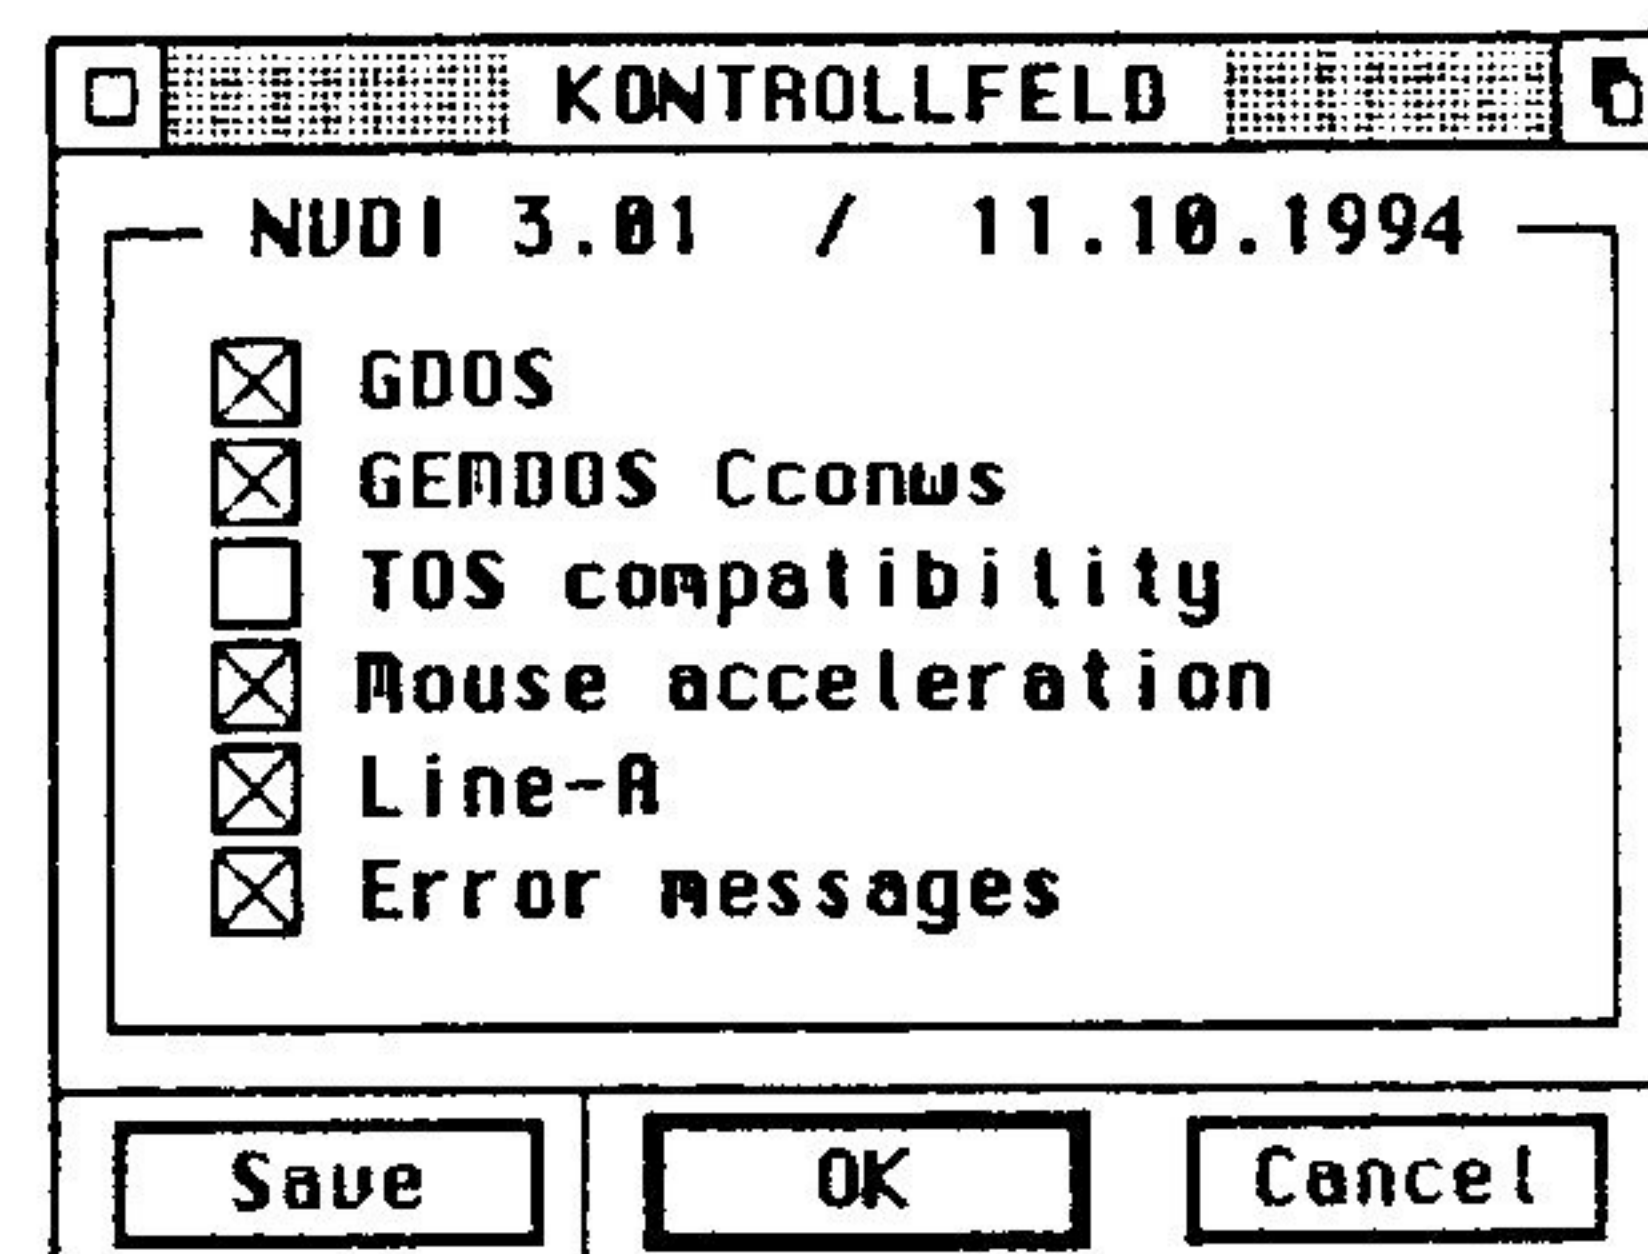 KONTROLLFELD
NVDI 3.01 / 11.10.1994
GDOS
GEMDOS Cconws
TOS compatibility
Mouse acceleration
Line-A
Error messages
Save OK Cancel